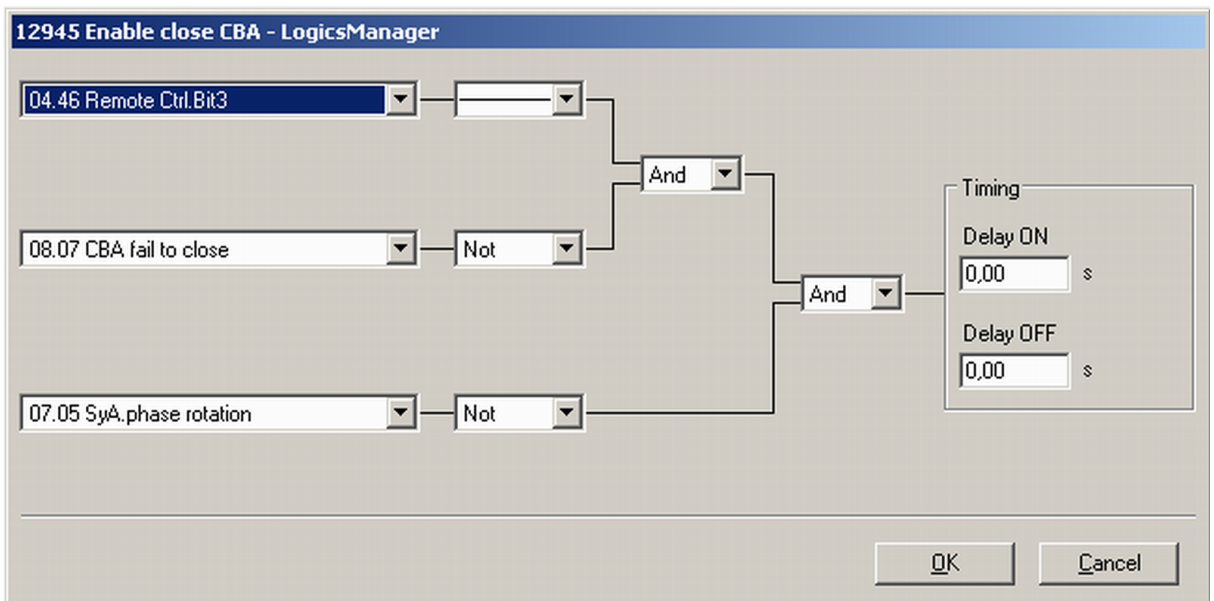 12945 Enable close CBA - LogicsManager
04.46 Remote Ctrl.Bit3
And
Timing
08.07 CBA fail to close
Not
Delay ON
0,00 s
And
Delay OFF
0,00 s
07.05 SyA.phase rotation
Not
OK
Cancel